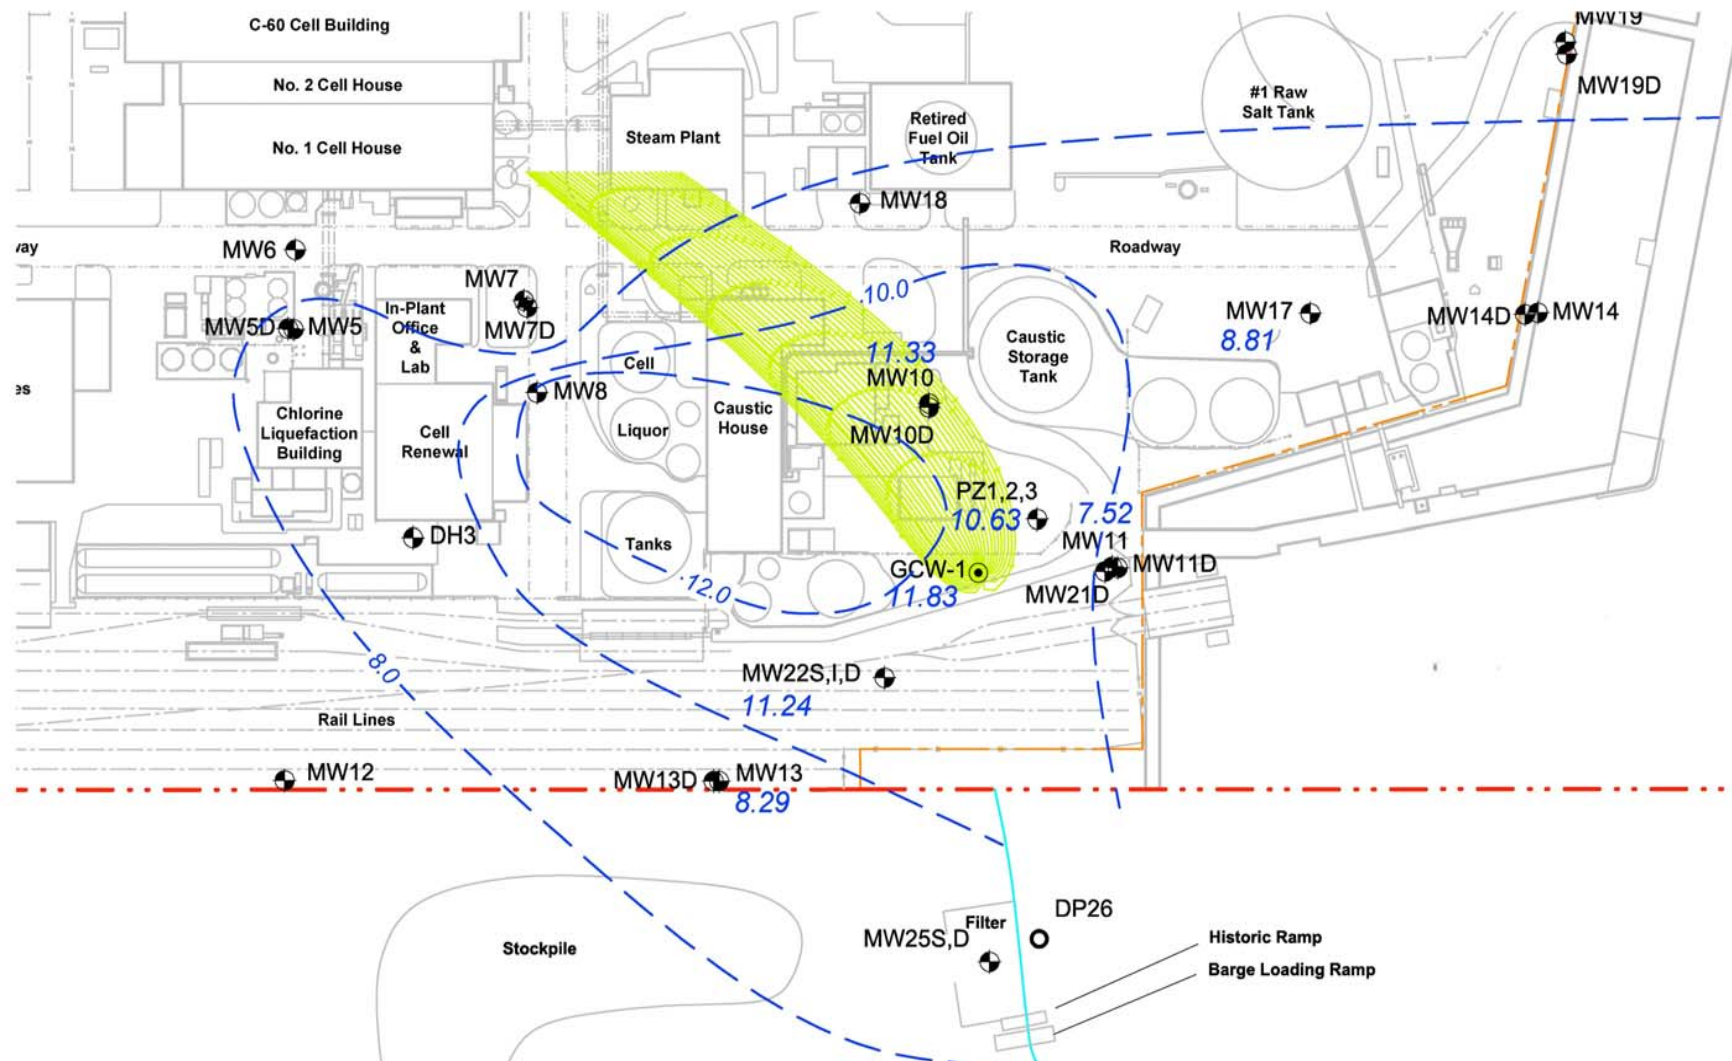 C-60 Cell Building
MW19
No. 2 Cell House
MW19D
#1 Raw
Salt Tank
Retired
Fuel Oil
Tank
Steam Plant
No. 1 Cell House
MW18
MW6
Roadway
MW7
10.0
In-Plant
Office
&
Lab
MW7D
MW5D
MW5
MW17
8.81
MW14D
MW14
Caustic
Storage
Tank
11.33
MW10
Cell
MW8
Chlorine
Liquefaction
Building
Cell
Renewal
Liquor
Caustic
House
MW10D
PZ1,2,3
10.63
7.52
DH3
Tanks
MW11
MW11D
GCW-1
11.83
MW21D
12.0
8.0
MW22S,I,D
11.24
Rail Lines
MW12
MW13D
MW13
8.29
DP26
Filter
MW25S,D
Stockpile
Historic Ramp
Barge Loading Ramp